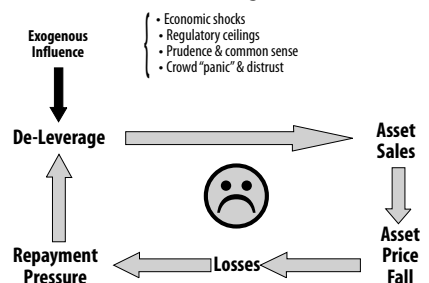 Exogenous
Influence
• Economic shocks
• Regulatory ceilings
• Prudence & common sense
• Crowd “panic” & distrust
De-Leverage
Asset
Sales
Asset
Price
Fall
Losses
Repayment
Pressure